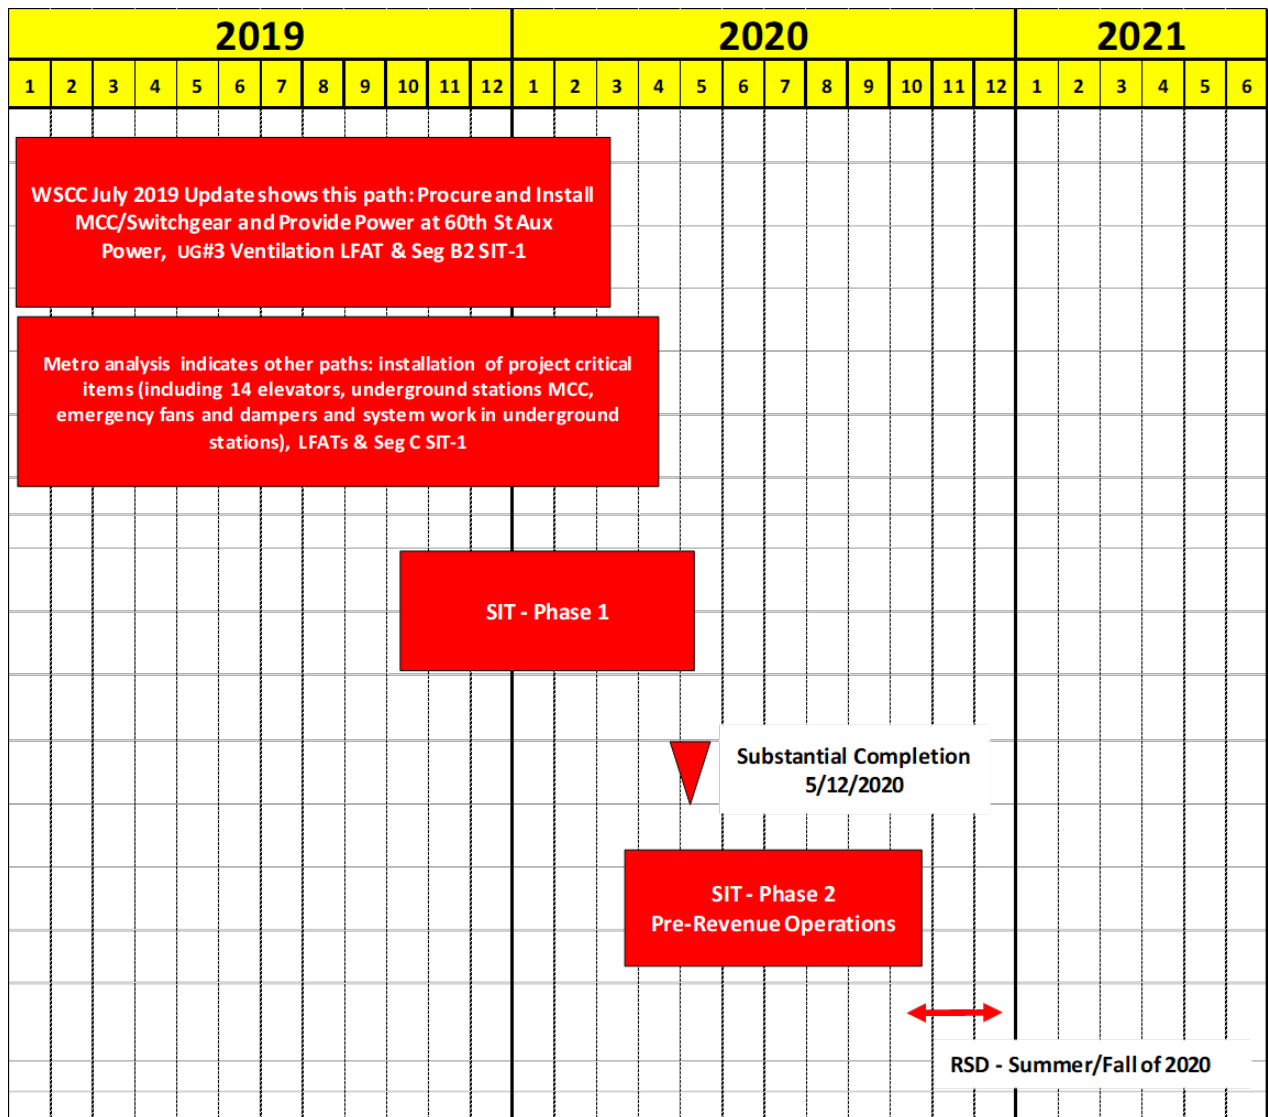 2019 2020 2021
1 2 3 4 5 6 7 8 9 10 11 12 1 2 3 4 5 6 7 8 9 10 11 12 1 2 3 4 5 6
WSCC July 2019 Update shows this path: Procure and Install
MCC/Switchgear and Provide Power at 60th St Aux
Power, UG#3 Ventilation LFAT & Seg B2 SIT-1
Metro analysis indicates other paths: installation of project critical
items (including 14 elevators, underground stations MCC,
emergency fans and dampers and system work in underground
stations), LFATs & Seg C SIT-1
SIT - Phase 1
Substantial Completion
5/12/2020
SIT - Phase 2
Pre-Revenue Operations
RSD - Summer/Fall of 2020